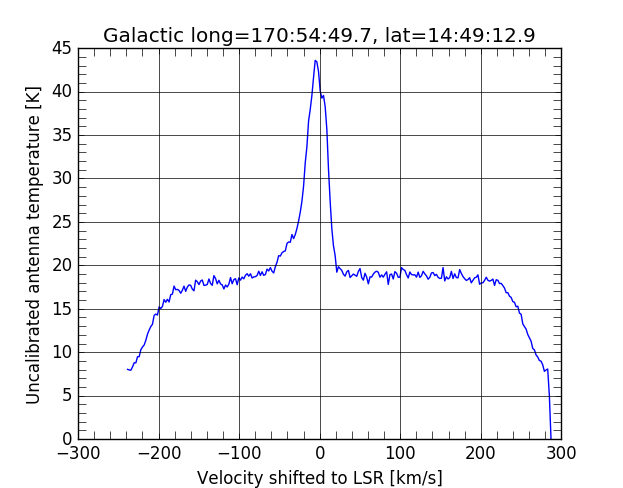 Galactic long=170:54:49.7, lat=14:49:12.9
Uncalibrated antenna temperature [K]
45
40
35
30
25
20
15
10
5
0
−300 −200 −100 0 100 200 300
Velocity shifted to LSR [km/s]